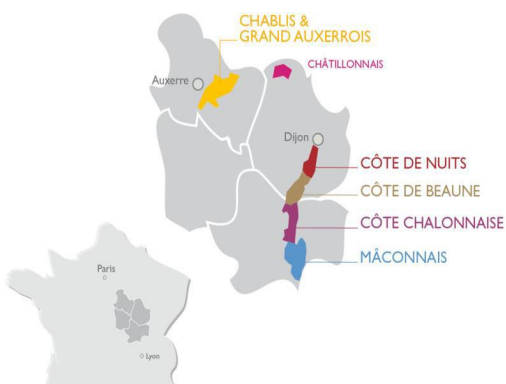 CHABLIS &
GRAND AUXERROIS
CHÂTILLONNAIS
Auxerre
Dijon
CÔTE DE NUITS
CÔTE DE BEAUNE
CÔTE CHALONNAISE
MÂCONNAIS
Paris
Lyon